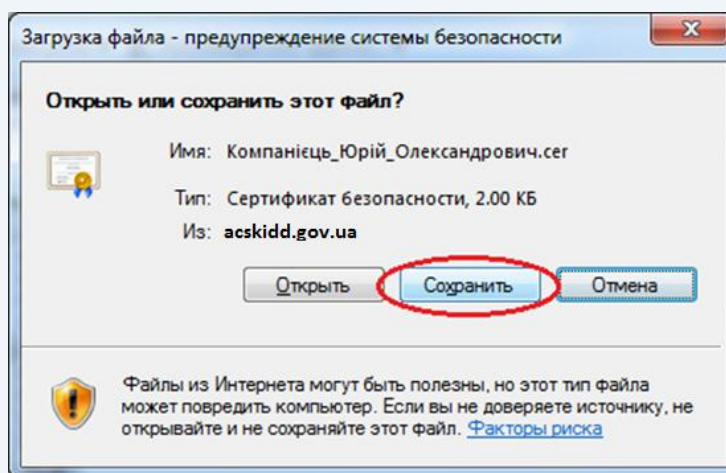 Загрузка файла - предупреждение системы безопасности
Открыть или сохранить этот файл?
Имя: Компанієць_Юрій_Олександрович.cer
Тип: Сертификат безопасности, 2.00 КБ
Из: acskidd.gov.ua
Открыть Сохранить Отмена
Файлы из Интернета могут быть полезны, но этот тип файла
может повредить компьютер. Если вы не доверяете источнику, не
открывайте и не сохраняйте этот файл. Факторы риска